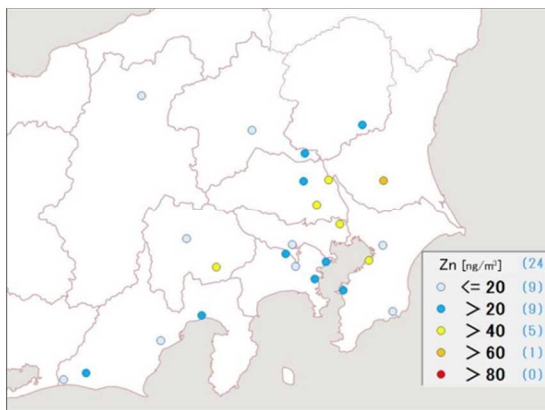 Zn [ng/m³] (24
<= 20 (9)
> 20 (9)
> 40 (5)
> 60 (1)
> 80 (0)